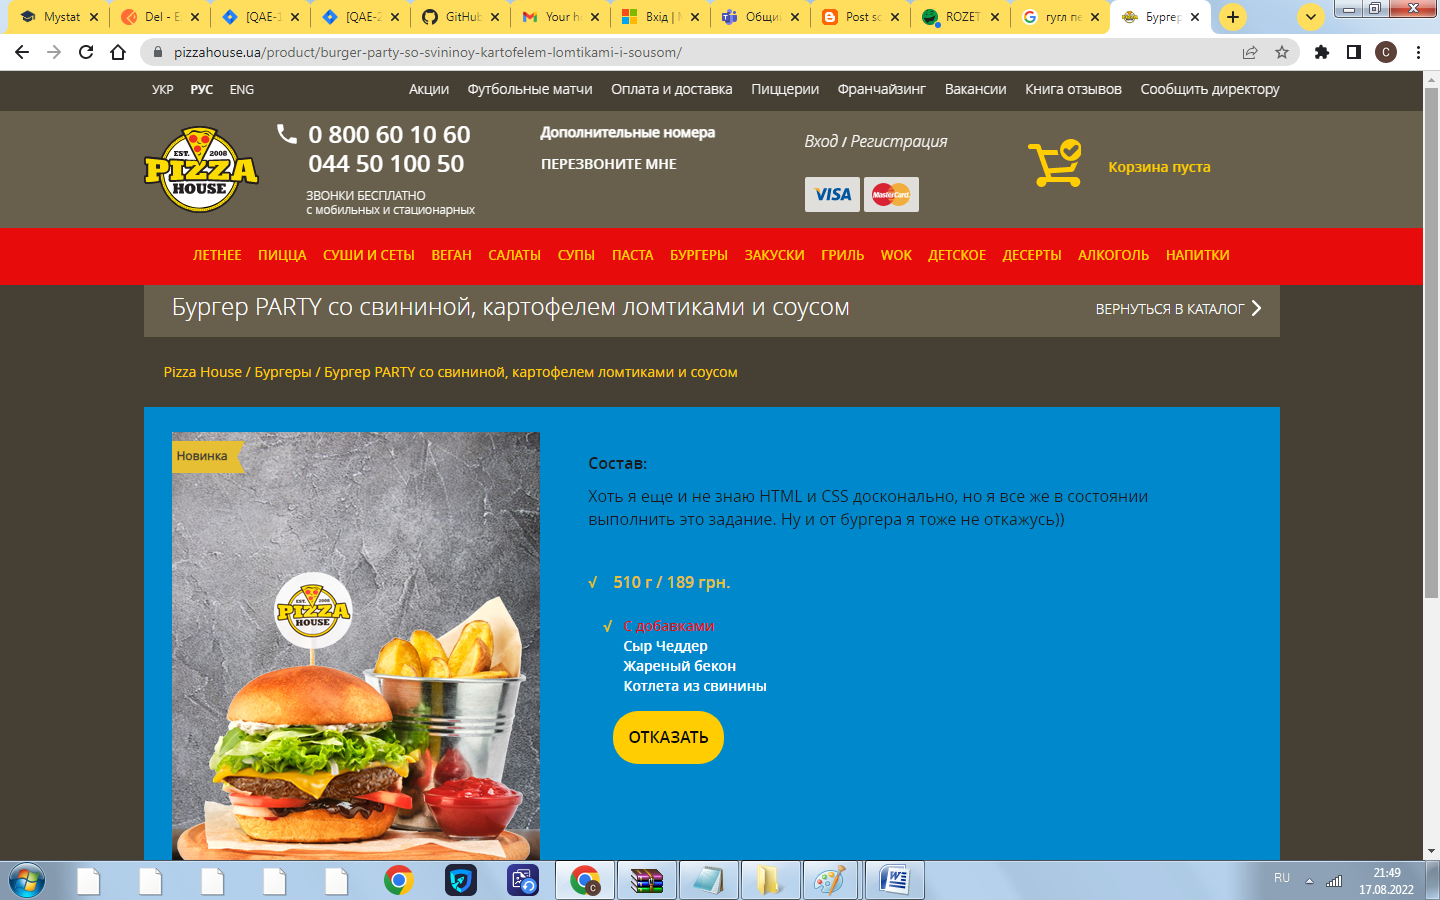 Mystat
Del - E
[QAE-1
[QAE-2
GitHub
Your h
Вхід | M
Общий
Post sc
ROZET
гугл пе
Бургер
pizzahouse.ua/product/burger-party-so-svininoy-kartofelem-lomtikami-i-sousom/
C
УКР РУС ENG
Акции Футбольные матчи Оплата и доставка Пиццерии Франчайзинг Вакансии Книга отзывов Сообщить директору
EST. 2008
PIZZA
HOUSE
0 800 60 10 60
044 50 100 50
ЗВОНКИ БЕСПЛАТНО
с мобильных и стационарных
Дополнительные номера
ПЕРЕЗВОНИТЕ МНЕ
Вход / Регистрация
VISA MasterCard
Корзина пуста
ЛЕТНЕЕ ПИЦЦА СУШИ И СЕТЫ ВЕГАН САЛАТЫ СУПЫ ПАСТА БУРГЕРЫ ЗАКУСКИ ГРИЛЬ WOK ДЕТСКОЕ ДЕСЕРТЫ АЛКОГОЛЬ НАПИТКИ
Бургер PARTY со свининой, картофелем ломтиками и соусом
ВЕРНУТЬСЯ В КАТАЛОГ
Pizza House / Бургеры / Бургер PARTY со свининой, картофелем ломтиками и соусом
Новинка
EST. 2008
PIZZA
HOUSE
Состав:
Хоть я еще и не знаю HTML и CSS досконально, но я все же в состоянии
выполнить это задание. Ну и от бургера я тоже не откажусь))
√ 510 г / 189 грн.
√ С добавками
Сыр Чеддер
Жареный бекон
Котлета из свинины
ОТКАЗАТЬ
C
RU
21:49
17.08.2022